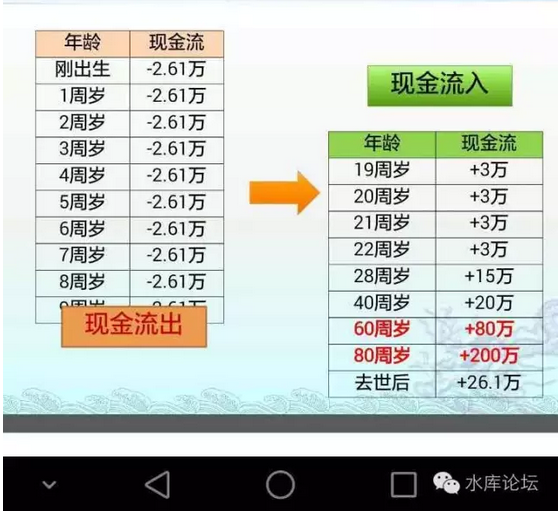 年龄 现金流
刚出生 -2.61万
1周岁 -2.61万
2周岁 -2.61万
3周岁 -2.61万
4周岁 -2.61万
5周岁 -2.61万
6周岁 -2.61万
7周岁 -2.61万
8周岁 -2.61万
9周岁 -2.61万
现金流出
现金流入
年龄 现金流
19周岁 +3万
20周岁 +3万
21周岁 +3万
22周岁 +3万
28周岁 +15万
40周岁 +20万
60周岁 +80万
80周岁 +200万
去世后 +26.1万
水库论坛